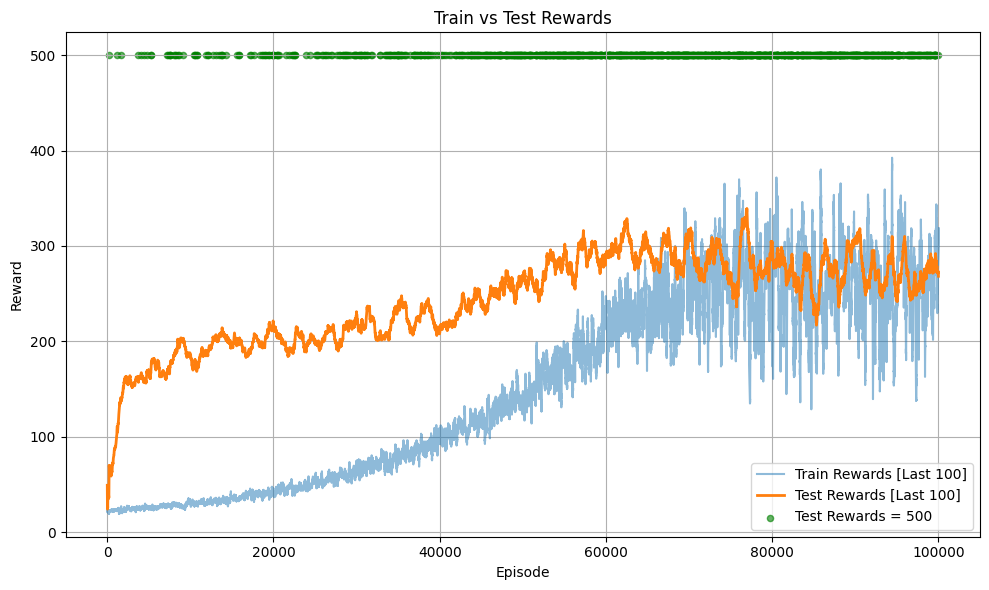 Train vs Test Rewards
500
400
300
200
100
0
Reward
0 20000 40000 60000 80000 100000
Episode
Train Rewards [Last 100]
Test Rewards [Last 100]
Test Rewards = 500